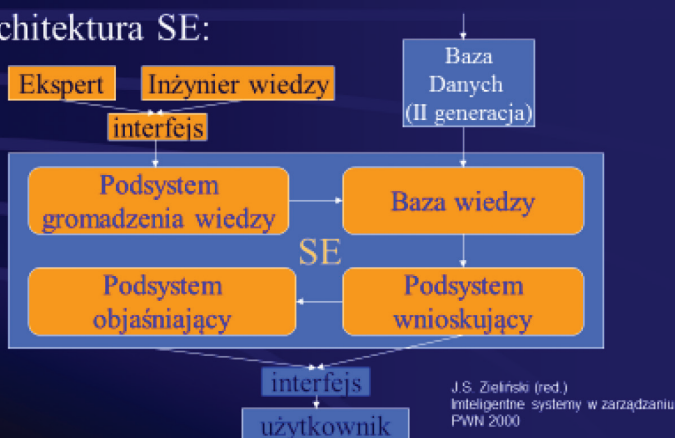 chitektura SE:
Ekspert
Inżynier wiedzy
interfejs
Baza
Danych
(II generacja)
Podsystem
gromadzenia wiedzy
Baza wiedzy
SE
Podsystem
objaśniający
Podsystem
wnioskujący
interfejs
użytkownik
J.S. Zieliński (red.)
Inteligentne systemy w zarządzaniu
PWN 2000